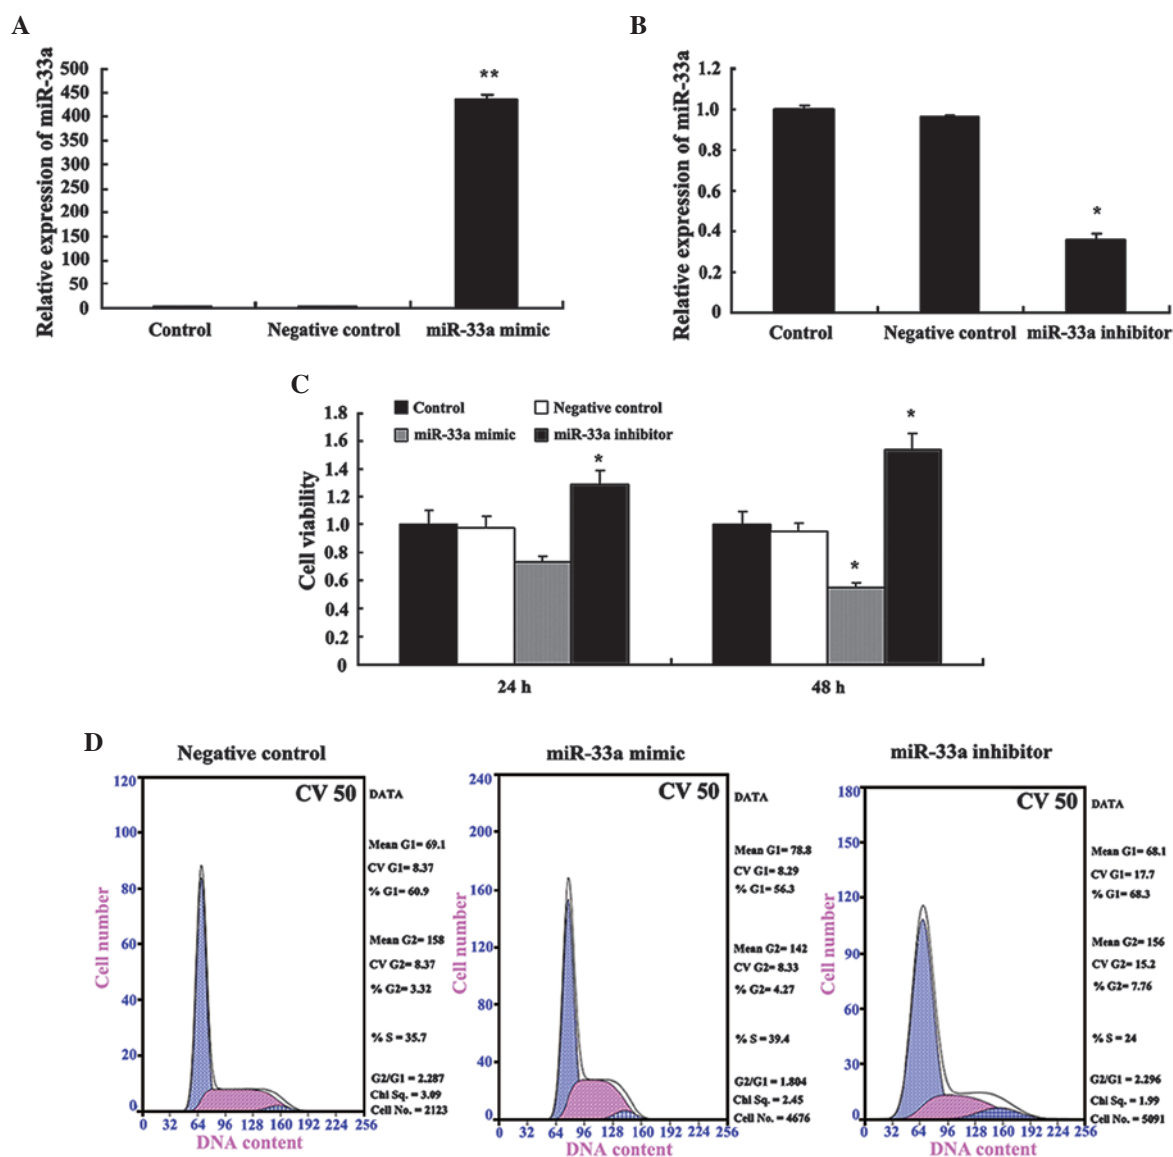 A
Relative expression of miR-33a
500
450
400
350
300
250
200
150
100
50
0
**
Control
Negative control
miR-33a mimic
B
Relative expression of miR-33a
1.2
1.0
0.8
0.6
0.4
0.2
0
*
Control
Negative control
miR-33a inhibitor
C
Cell viability
1.8
1.6
1.4
1.2
1.0
0.8
0.6
0.4
0.2
0
Control
Negative control
miR-33a mimic
miR-33a inhibitor
*
*
*
24 h
48 h
D
Negative control
CV 50
Cell number
120
100
80
60
40
20
0
0 32 64 96 128 160 192 224 256
DNA content
DATA
Mean G1= 69.1
CV G1= 8.37
% G1= 60.9
Mean G2= 158
CV G2= 8.37
% G2= 3.32
% S = 35.7
G2/G1 = 2.287
Chi Sq. = 3.09
Cell No. = 2123
miR-33a mimic
CV 50
Cell number
240
200
160
120
80
40
0
0 32 64 96 128 160 192 224 256
DNA content
DATA
Mean G1= 78.8
CV G1= 8.29
% G1= 56.3
Mean G2= 142
CV G2= 8.33
% G2= 4.27
% S = 39.4
G2/G1 = 1.804
Chi Sq. = 2.45
Cell No. = 4676
miR-33a inhibitor
CV 50
Cell number
180
150
120
90
60
30
0
0 32 64 96 128 160 192 224 256
DNA content
DATA
Mean G1= 68.1
CV G1= 17.7
% G1= 68.3
Mean G2= 156
CV G2= 15.2
% G2= 7.76
% S = 24
G2/G1 = 2.296
Chi Sq. = 1.99
Cell No. = 5091